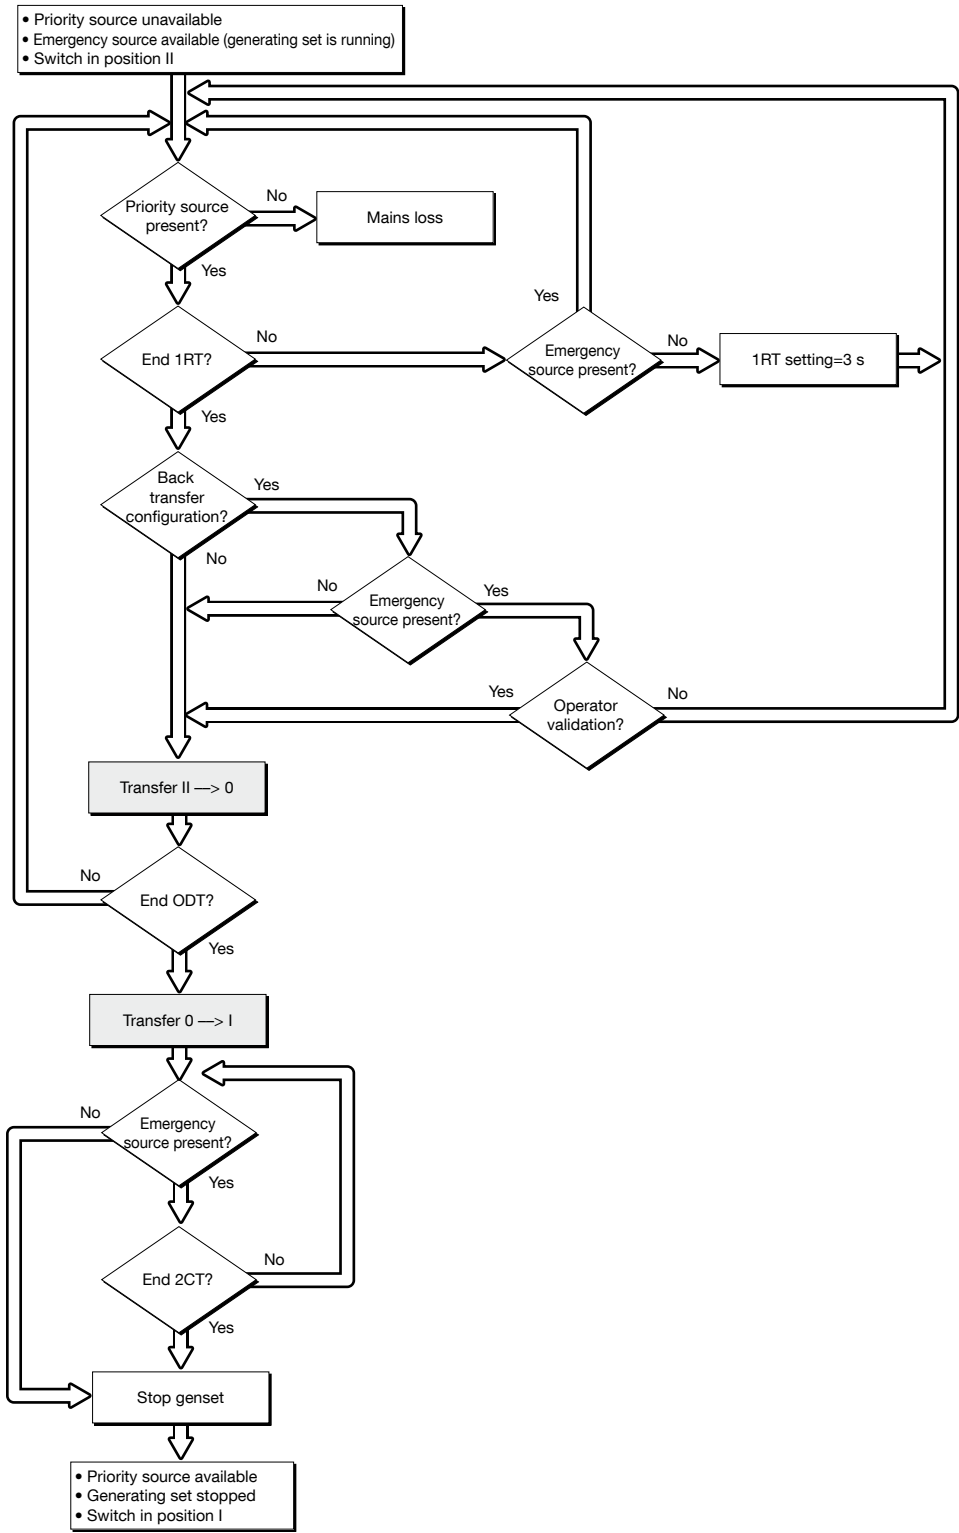 • Priority source unavailable
• Emergency source available (generating set is running)
• Switch in position II
Priority source
present?
No
Mains loss
Yes
End 1RT?
No
Yes
Emergency
source present?
No
1RT setting=3 s
Yes
Back
transfer
configuration?
Yes
No
Emergency
source present?
No
Yes
Operator
validation?
Yes
No
Transfer II —> 0
End ODT?
No
Yes
Transfer 0 —> I
Emergency
source present?
No
Yes
End 2CT?
No
Yes
Stop genset
• Priority source available
• Generating set stopped
• Switch in position I